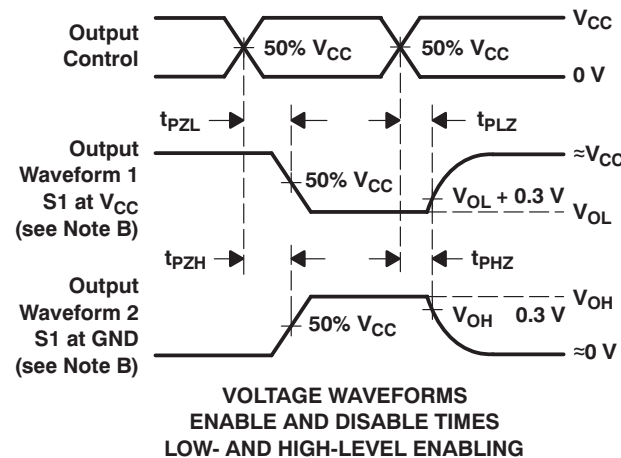 Output
Control
50% VCC
50% VCC
VCC
0 V
tPZL
tPLZ
Output
Waveform 1
S1 at VCC
(see Note B)
50% VCC
≈VCC
VOL + 0.3 V
VOL
tPZH
tPHZ
Output
Waveform 2
S1 at GND
(see Note B)
50% VCC
VOH
VOH 0.3 V
≈0 V
VOLTAGE WAVEFORMS
ENABLE AND DISABLE TIMES
LOW- AND HIGH-LEVEL ENABLING